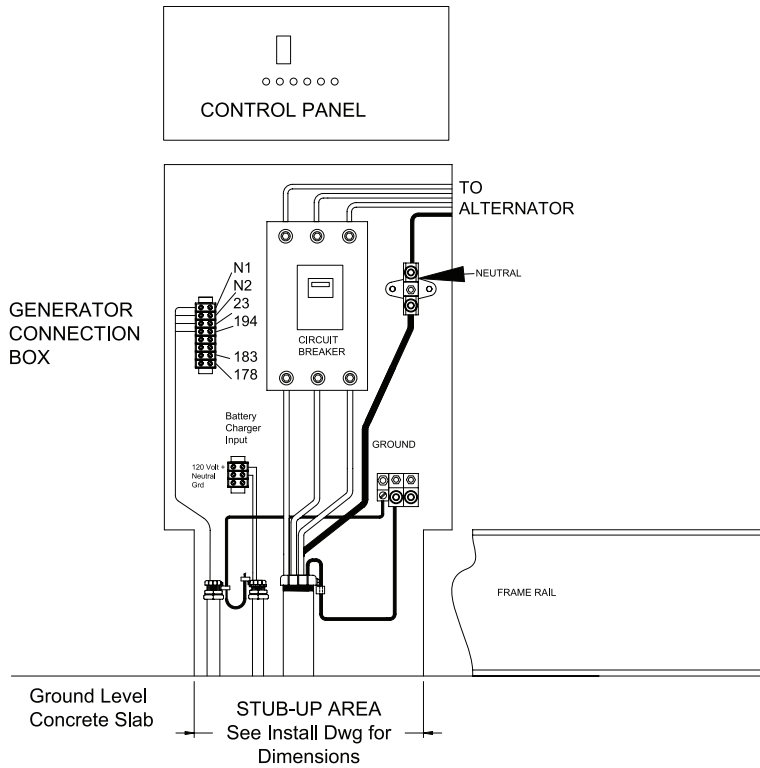 CONTROL PANEL
TO
ALTERNATOR
NEUTRAL
N1
N2
23
194
183
178
GENERATOR
CONNECTION
BOX
CIRCUIT
BREAKER
Battery
Charger
Input
GROUND
120 Volt +
Neutral
Grd
FRAME RAIL
Ground Level
Concrete Slab
STUB-UP AREA
See Install Dwg for
Dimensions